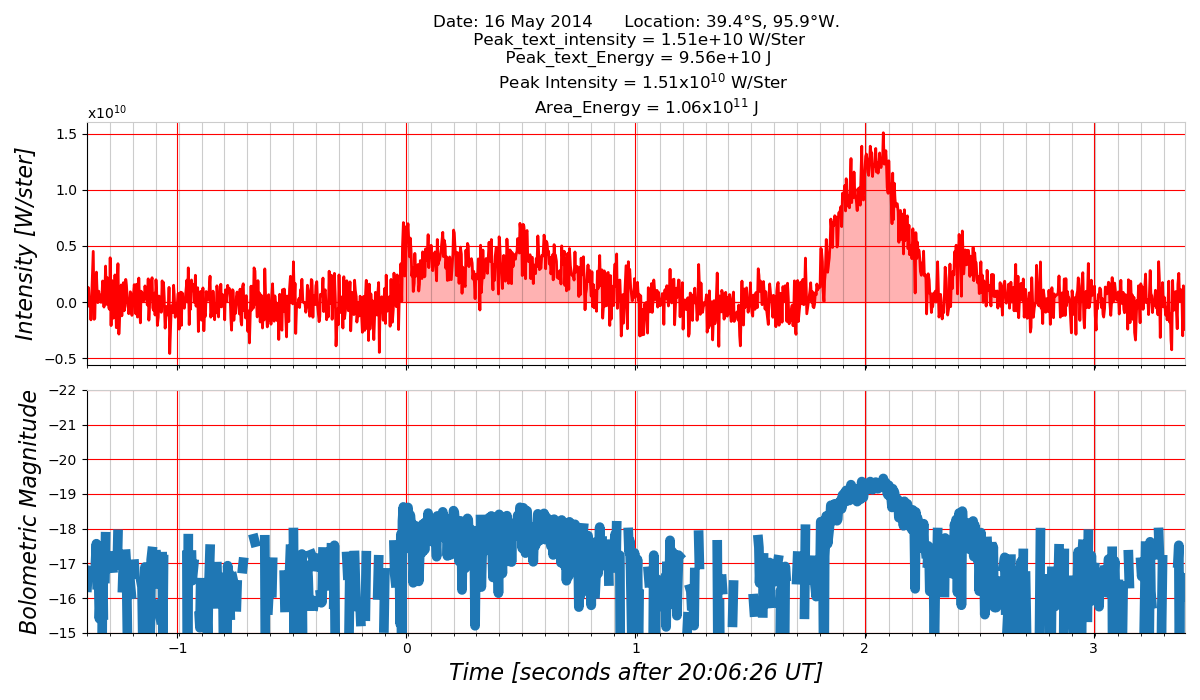 Date: 16 May 2014      Location: 39.4°S, 95.9°W.
Peak_text_intensity = 1.51e+10 W/Ster
Peak_text_Energy = 9.56e+10 J
Peak Intensity = 1.51x10¹⁰ W/Ster
Area_Energy = 1.06x10¹¹ J
x10¹⁰
1.5
1.0
0.5
0.0
−0.5
Intensity [W/ster]
−22
−21
−20
−19
−18
−17
−16
−15
Bolometric Magnitude
−1 0 1 2 3
Time [seconds after 20:06:26 UT]